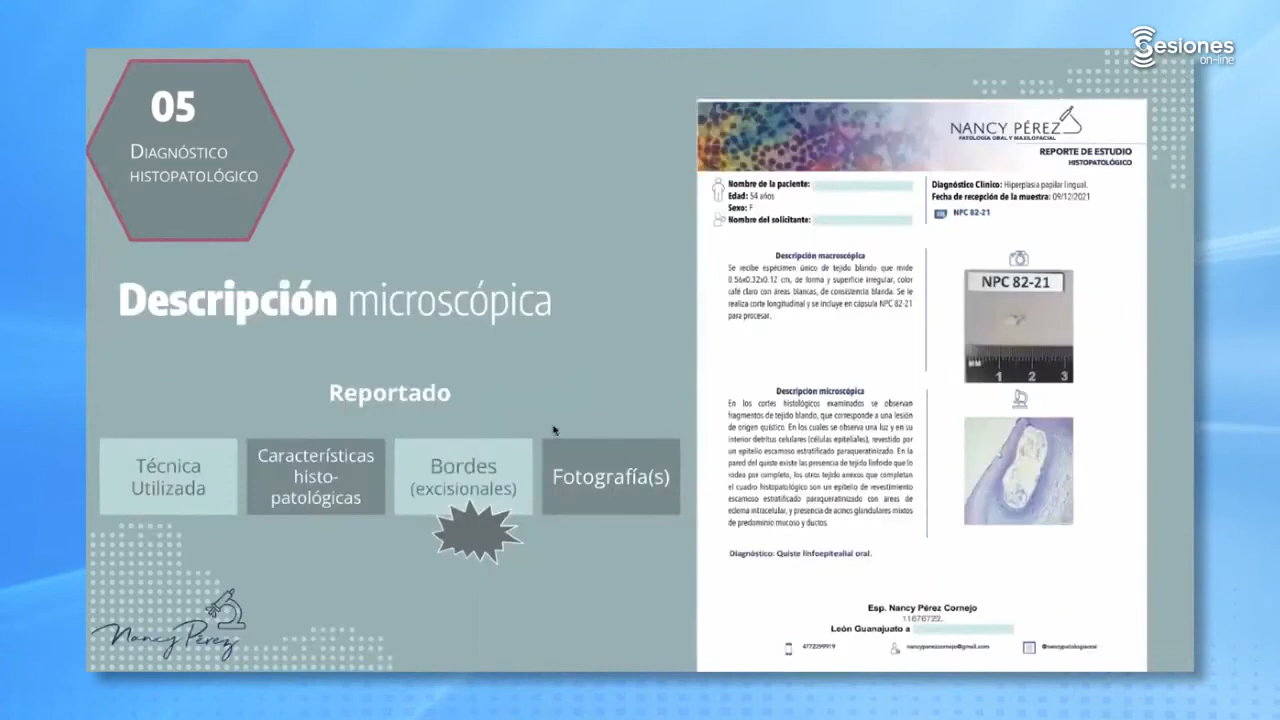 Sesiones
on-line
05
DIAGNÓSTICO
HISTOPATOLÓGICO
Descripción microscópica
Reportado
Técnica
Utilizada
Características
histo-
patológicas
Bordes
(excisionales)
Fotografía(s)
Nancy Pérez
NANCY PÉREZ
PATOLOGÍA ORAL Y MAXILOFACIAL
REPORTE DE ESTUDIO
HISTOPATOLÓGICO
Nombre de la paciente:
Edad: 54 años
Sexo: F
Nombre del solicitante:
Diagnóstico Clínico: Hiperplasia papilar lingual.
Fecha de recepción de la muestra: 09/12/2021
NPC 82-21
Descripción macroscópica
Se recibe espécimen único de tejido blando que mide
0.56x0.32x0.12 cm, de forma y superficie irregular, color
café claro con áreas blancas, de consistencia blanda. Se le
realiza corte longitudinal y se incluye en cápsula NPC 82-21
para procesar.
NPC 82-21
MM 1 2 3
Descripción microscópica
En los cortes histológicos examinados se observan
fragmentos de tejido blando, que corresponde a una lesión
de origen quístico. En los cuales se observa una luz y en su
interior detritus celulares (células epiteliales), revestido por
un epitelio escamoso estratificado paraqueratinizado. En la
pared del quiste existe las presencia de tejido linfoide que lo
rodea por completo, los otros tejido anexos que completan
el cuadro histopatológico son un epitelio de revestimiento
escamoso estratificado paraqueratinizado con áreas de
edema intracelular, y presencia de acinos glandulares mixtos
de predominio mucoso y ductos.
Diagnóstico: Quiste linfoepitealial oral.
Esp. Nancy Pérez Cornejo
11676722.
León Guanajuato a
4772299919
nancyperezcornejo@gmail.com